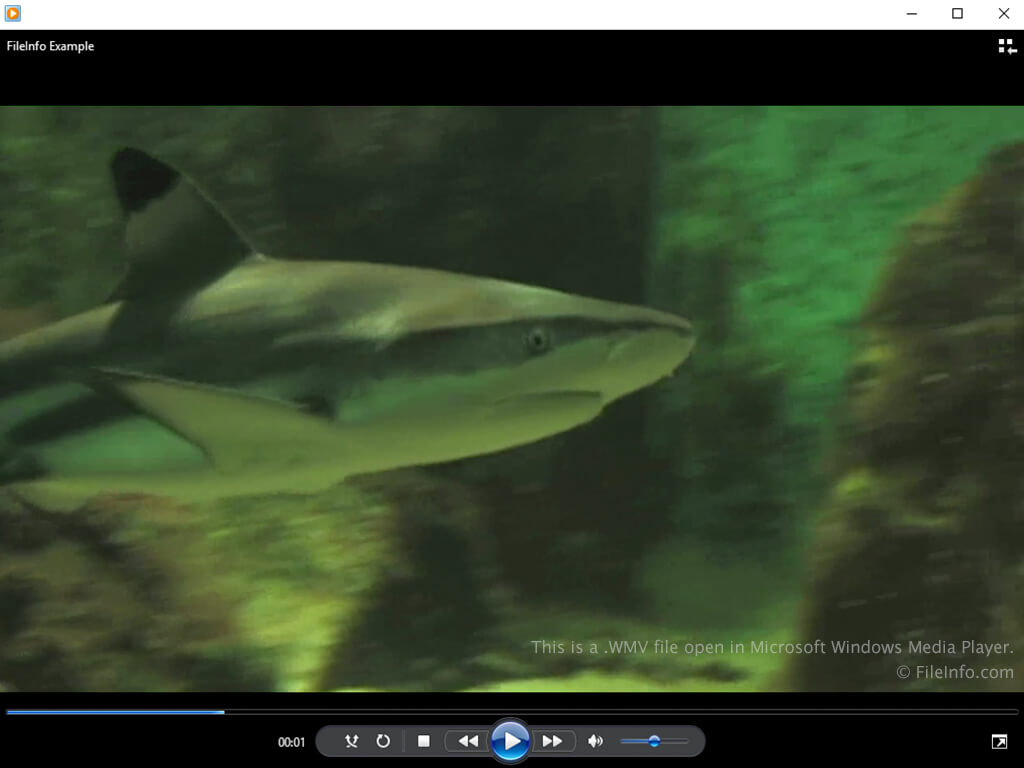 FileInfo Example
This is a .WMV file open in Microsoft Windows Media Player.
© FileInfo.com
00:01